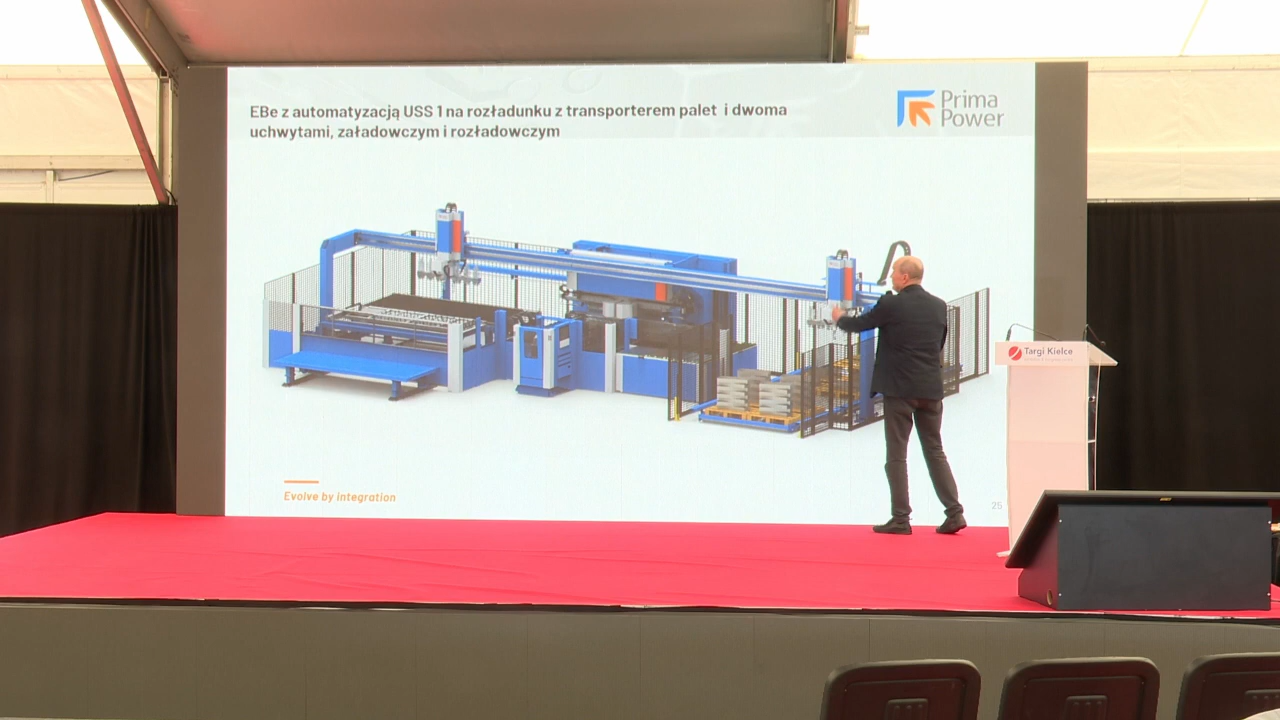 EBe z automatyzacją USS 1 na rozładunku z transporterem palet i dwoma
uchwytami, załadowczym i rozładowczym
Prima
Power
Targi Kielce
Evolve by integration
25